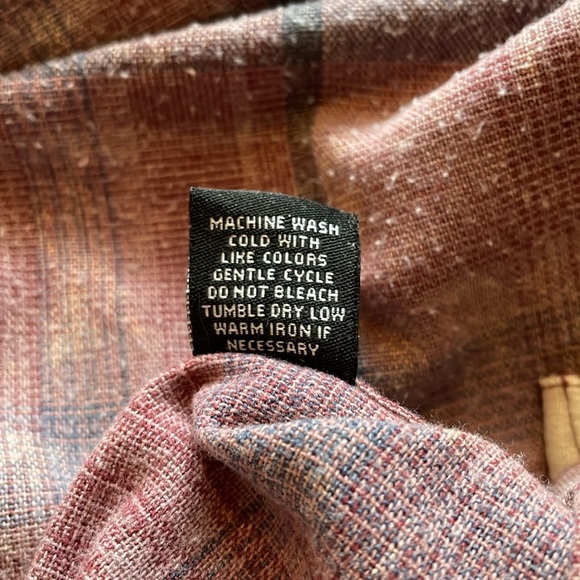 MACHINE WASH
COLD WITH
LIKE COLORS
GENTLE CYCLE
DO NOT BLEACH
TUMBLE DRY LOW
WARM IRON IF
NECESSARY